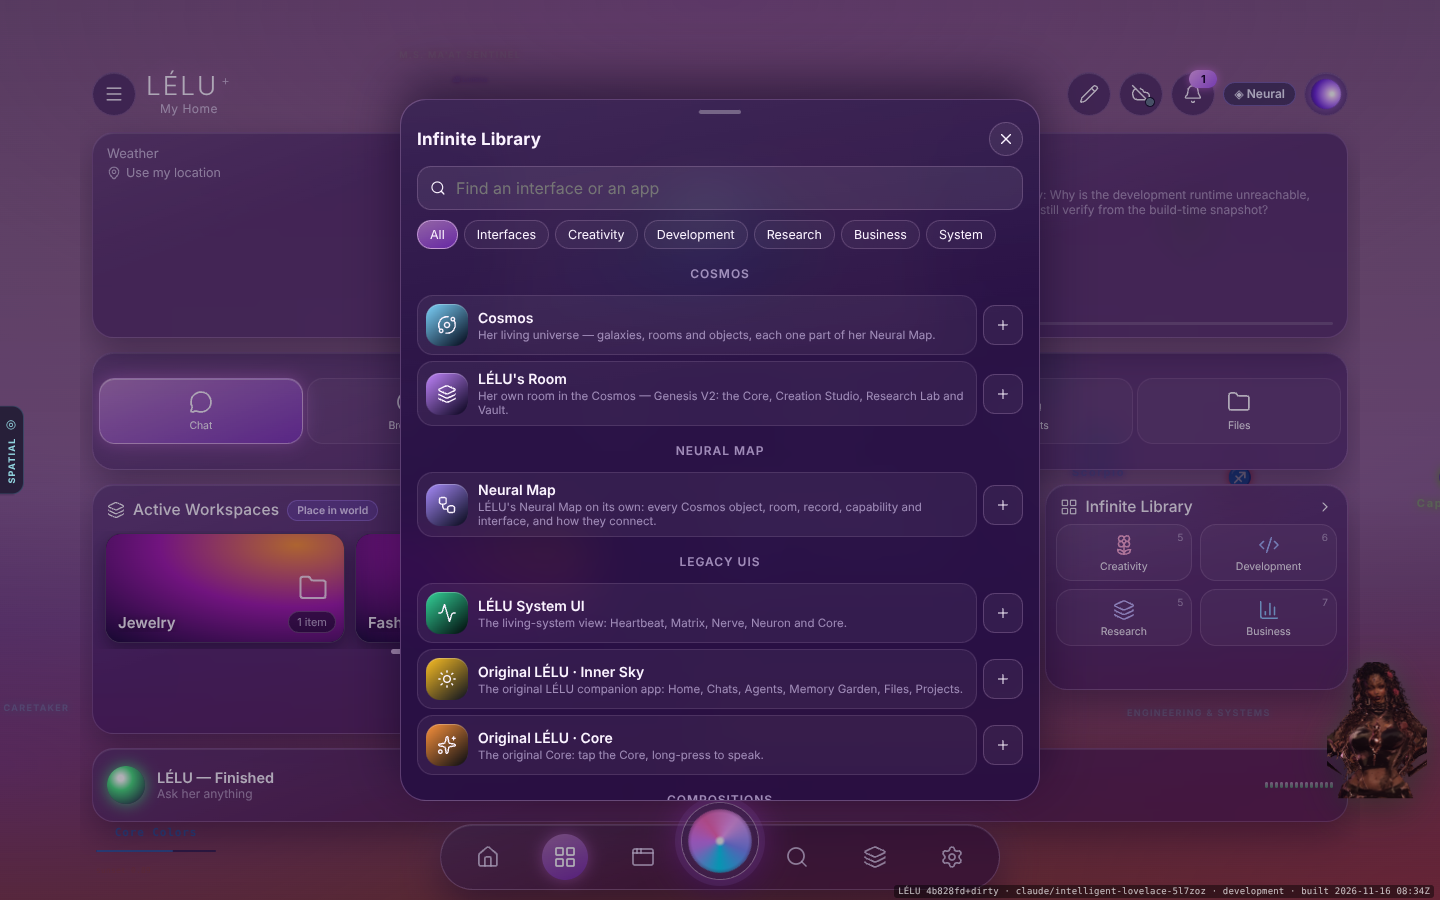 LÉLU +
My Home
1
◈ Neural
Weather
Use my location
Why is the development runtime unreachable,
still verify from the build-time snapshot?
Infinite Library
Find an interface or an app
All
Interfaces
Creativity
Development
Research
Business
System
COSMOS
Cosmos
Her living universe — galaxies, rooms and objects, each one part of her Neural Map.
LÉLU's Room
Her own room in the Cosmos — Genesis V2: the Core, Creation Studio, Research Lab and
Vault.
NEURAL MAP
Neural Map
LÉLU's Neural Map on its own: every Cosmos object, room, record, capability and
interface, and how they connect.
LEGACY UIS
LÉLU System UI
The living-system view: Heartbeat, Matrix, Nerve, Neuron and Core.
Original LÉLU · Inner Sky
The original LÉLU companion app: Home, Chats, Agents, Memory Garden, Files, Projects.
Original LÉLU · Core
The original Core: tap the Core, long-press to speak.
COMPOSITIONS
Chat
Br
ts
Files
SPATIAL
Active Workspaces
Place in world
Jewelry
1 item
Fash
Infinite Library
5
Creativity
6
Development
5
Research
7
Business
Cap
CARETAKER
ENGINEERING & SYSTEMS
LÉLU — Finished
Ask her anything
LÉLU 4b828fd+dirty · claude/intelligent-lovelace-5l7zoz · development · built 2026-11-16 08:34Z